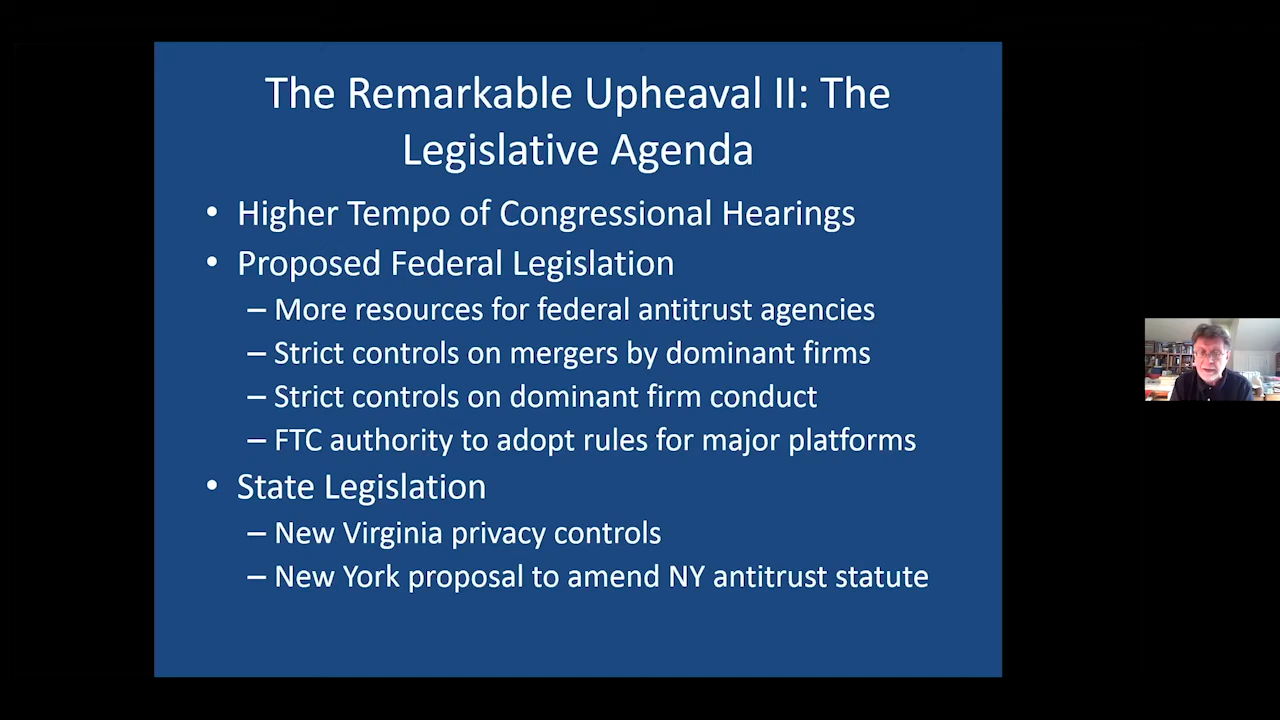 The Remarkable Upheaval II: The
Legislative Agenda
• Higher Tempo of Congressional Hearings
• Proposed Federal Legislation
– More resources for federal antitrust agencies
– Strict controls on mergers by dominant firms
– Strict controls on dominant firm conduct
– FTC authority to adopt rules for major platforms
• State Legislation
– New Virginia privacy controls
– New York proposal to amend NY antitrust statute